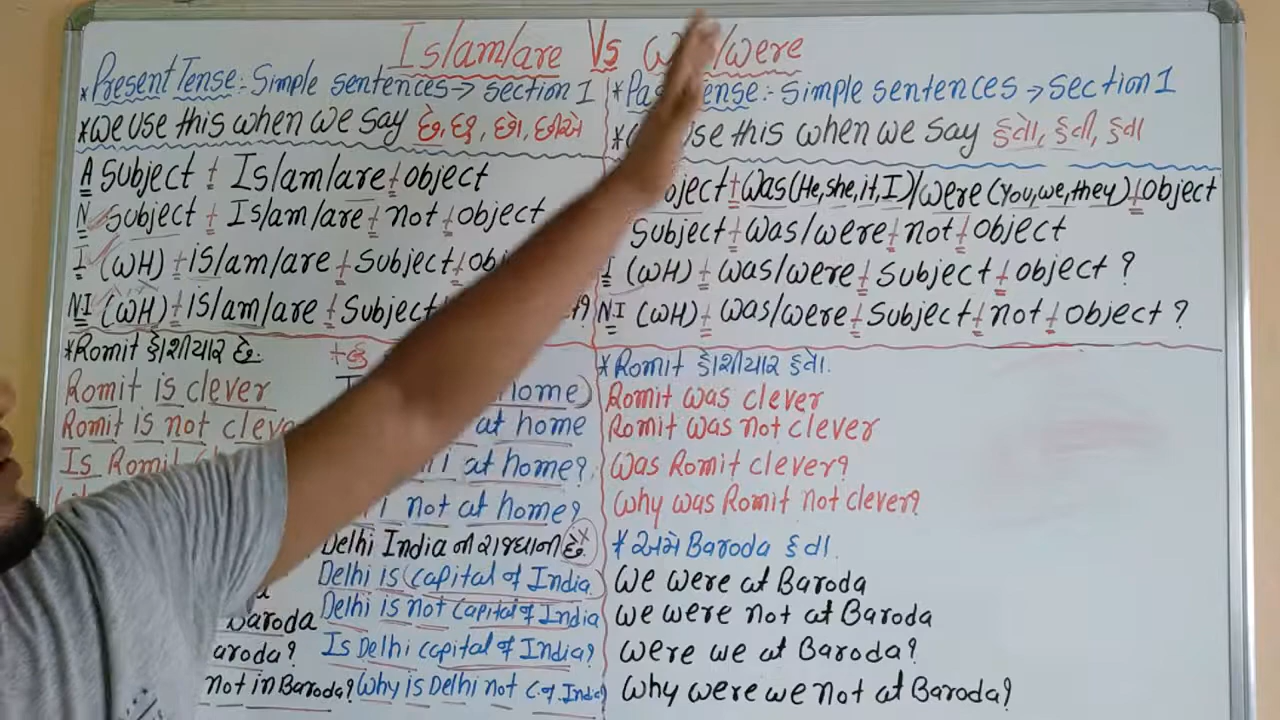 Is/am/are Vs /were
*Present Tense:- Simple sentences → section 1
*we use this when we say છે, છું, છો, છીએ
A Subject + Is/am/are + object
N Subject + Is/am/are + not + object
I (WH) + is/am/are + Subject + obj
NI (WH) + Is/am/are + Subject
*Romit હોશીયાર છે.
Romit is clever
Romit is not cleve
Is Romit
home)
at home
at home?
not at home?
Delhi India ની રાજધાની છે.
Delhi is (capital of India)
Delhi is not capital of India
Is Delhi capital of India?
Why is Delhi not C.of.India
Baroda
aroda?
not in Baroda?
ense:- Simple sentences → Section 1
use this when we say હતો, હતી, હતા
ject + Was (He, she, it, I) / were (You, we, they) + object
Subject + was/were + not + object
I (WH) + was/were + Subject + object ?
NI (WH) + was/were + Subject + not + object ?
*Romit હોશીયાર હતો.
Romit was clever
Romit was not clever
Was Romit clever?
Why was Romit not clever?
* અમે Baroda હતા.
We were at Baroda
we were not at Baroda
were we at Baroda?
Why were we not at Baroda?